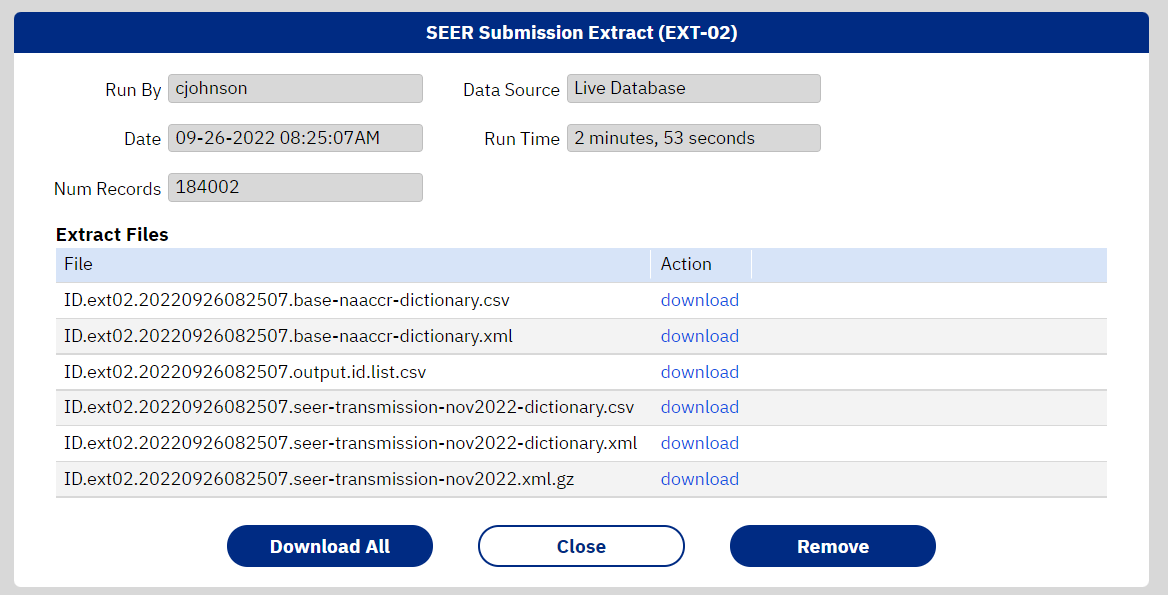 SEER Submission Extract (EXT-02)
Run By cjohnson Data Source Live Database
Date 09-26-2022 08:25:07AM Run Time 2 minutes, 53 seconds
Num Records 184002
Extract Files
File Action
ID.ext02.20220926082507.base-naaccr-dictionary.csv download
ID.ext02.20220926082507.base-naaccr-dictionary.xml download
ID.ext02.20220926082507.output.id.list.csv download
ID.ext02.20220926082507.seer-transmission-nov2022-dictionary.csv download
ID.ext02.20220926082507.seer-transmission-nov2022-dictionary.xml download
ID.ext02.20220926082507.seer-transmission-nov2022.xml.gz download
Download All Close Remove